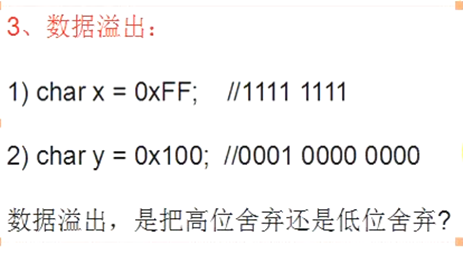 3、数据溢出：
1) char x = 0xFF; //1111 1111
2) char y = 0x100; //0001 0000 0000
数据溢出，是把高位舍弃还是低位舍弃?